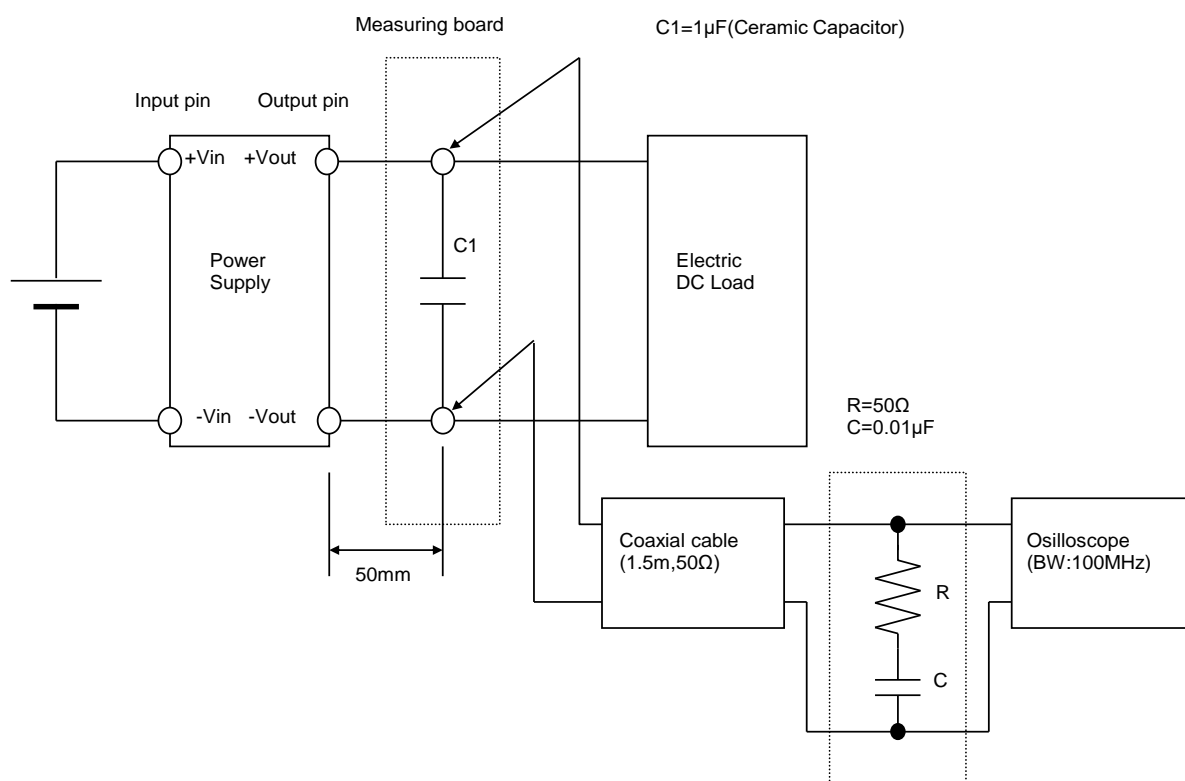 Measuring board
C1=1µF(Ceramic Capacitor)
Input pin
Output pin
+Vin
+Vout
C1
Power
Supply
Electric
DC Load
-Vin
-Vout
R=50Ω
C=0.01µF
50mm
Coaxial cable
(1.5m,50Ω)
R
C
Osilloscope
(BW:100MHz)